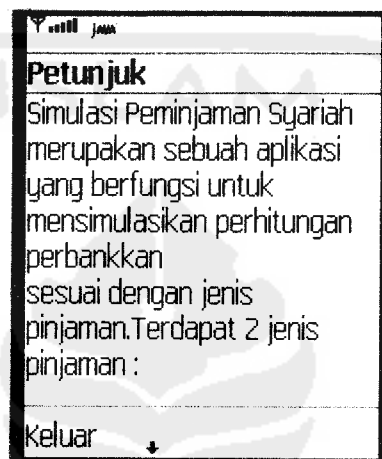 JAVA
Petunjuk
Simulasi Peminjaman Syariah
merupakan sebuah aplikasi
yang berfungsi untuk
mensimulasikan perhitungan
perbankkan
sesuai dengan jenis
pinjaman.Terdapat 2 jenis
pinjaman :
Keluar